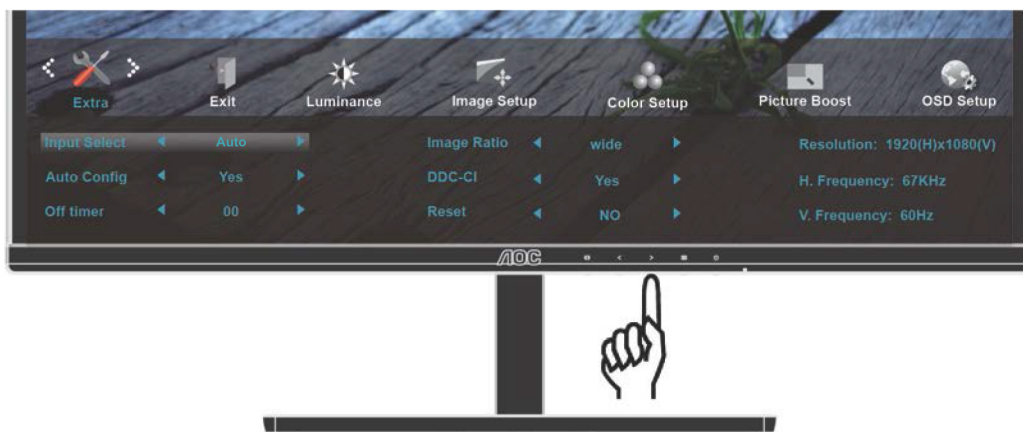 Extra Exit Luminance Image Setup Color Setup Picture Boost OSD Setup
Input Select Auto Image Ratio wide Resolution: 1920(H)x1080(V)
Auto Config Yes DDC-CI Yes H. Frequency: 67KHz
Off timer 00 Reset NO V. Frequency: 60Hz
AOC